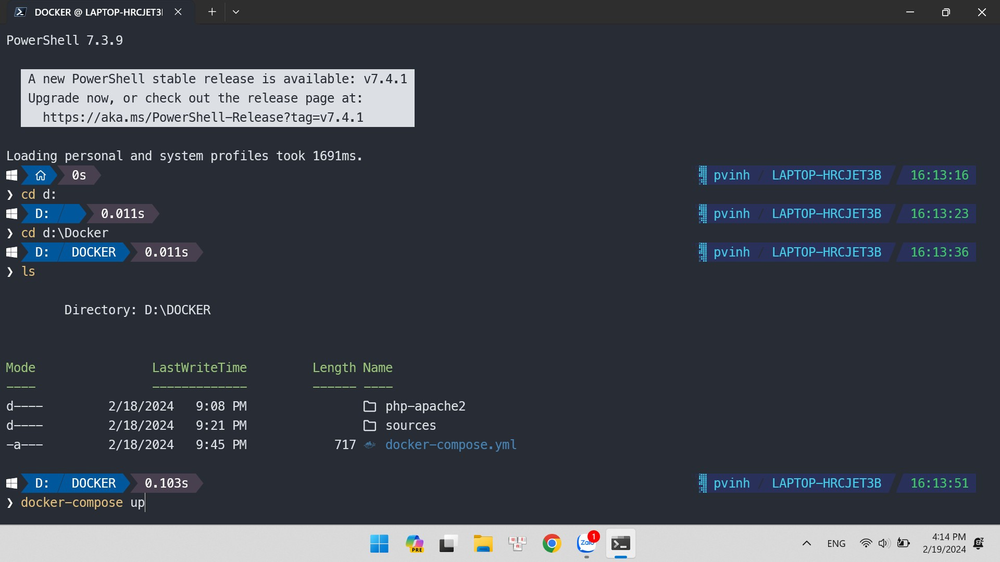 DOCKER @ LAPTOP-HRCJET3
PowerShell 7.3.9
A new PowerShell stable release is available: v7.4.1
Upgrade now, or check out the release page at:
https://aka.ms/PowerShell-Release?tag=v7.4.1
Loading personal and system profiles took 1691ms.
0s pvinh / LAPTOP-HRCJET3B 16:13:16
❯ cd d:
D: 0.011s pvinh / LAPTOP-HRCJET3B 16:13:23
❯ cd d:\Docker
D: DOCKER 0.011s pvinh / LAPTOP-HRCJET3B 16:13:36
❯ ls
Directory: D:\DOCKER
Mode LastWriteTime Length Name
---- ------------- ------ ----
d---- 2/18/2024 9:08 PM php-apache2
d---- 2/18/2024 9:21 PM sources
-a--- 2/18/2024 9:45 PM 717 docker-compose.yml
D: DOCKER 0.103s pvinh / LAPTOP-HRCJET3B 16:13:51
❯ docker-compose up
PRE
u i n
Zalo 1
ENG
4:14 PM
2/19/2024